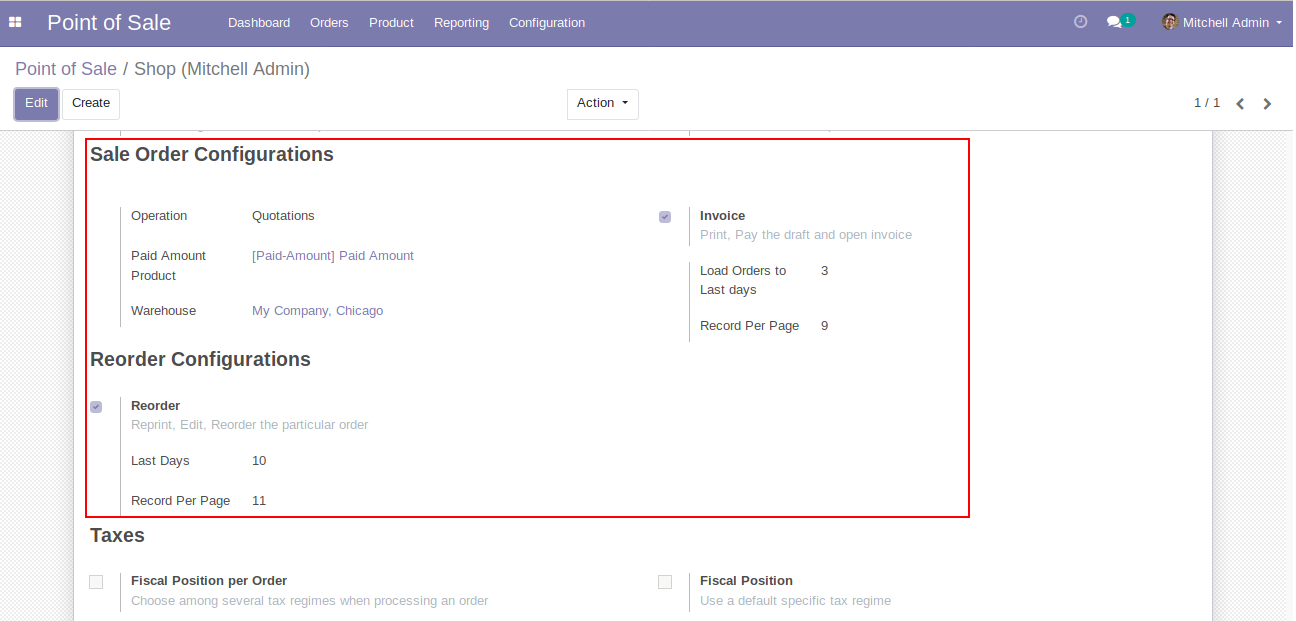 Point of Sale Dashboard Orders Product Reporting Configuration 1 Mitchell Admin
Point of Sale / Shop (Mitchell Admin)
Edit Create Action 1 / 1
Sale Order Configurations
Operation Quotations
Invoice
Print, Pay the draft and open invoice
Paid Amount Product [Paid-Amount] Paid Amount
Load Orders to Last days 3
Warehouse My Company, Chicago
Record Per Page 9
Reorder Configurations
Reorder
Reprint, Edit, Reorder the particular order
Last Days 10
Record Per Page 11
Taxes
Fiscal Position per Order
Choose among several tax regimes when processing an order
Fiscal Position
Use a default specific tax regime